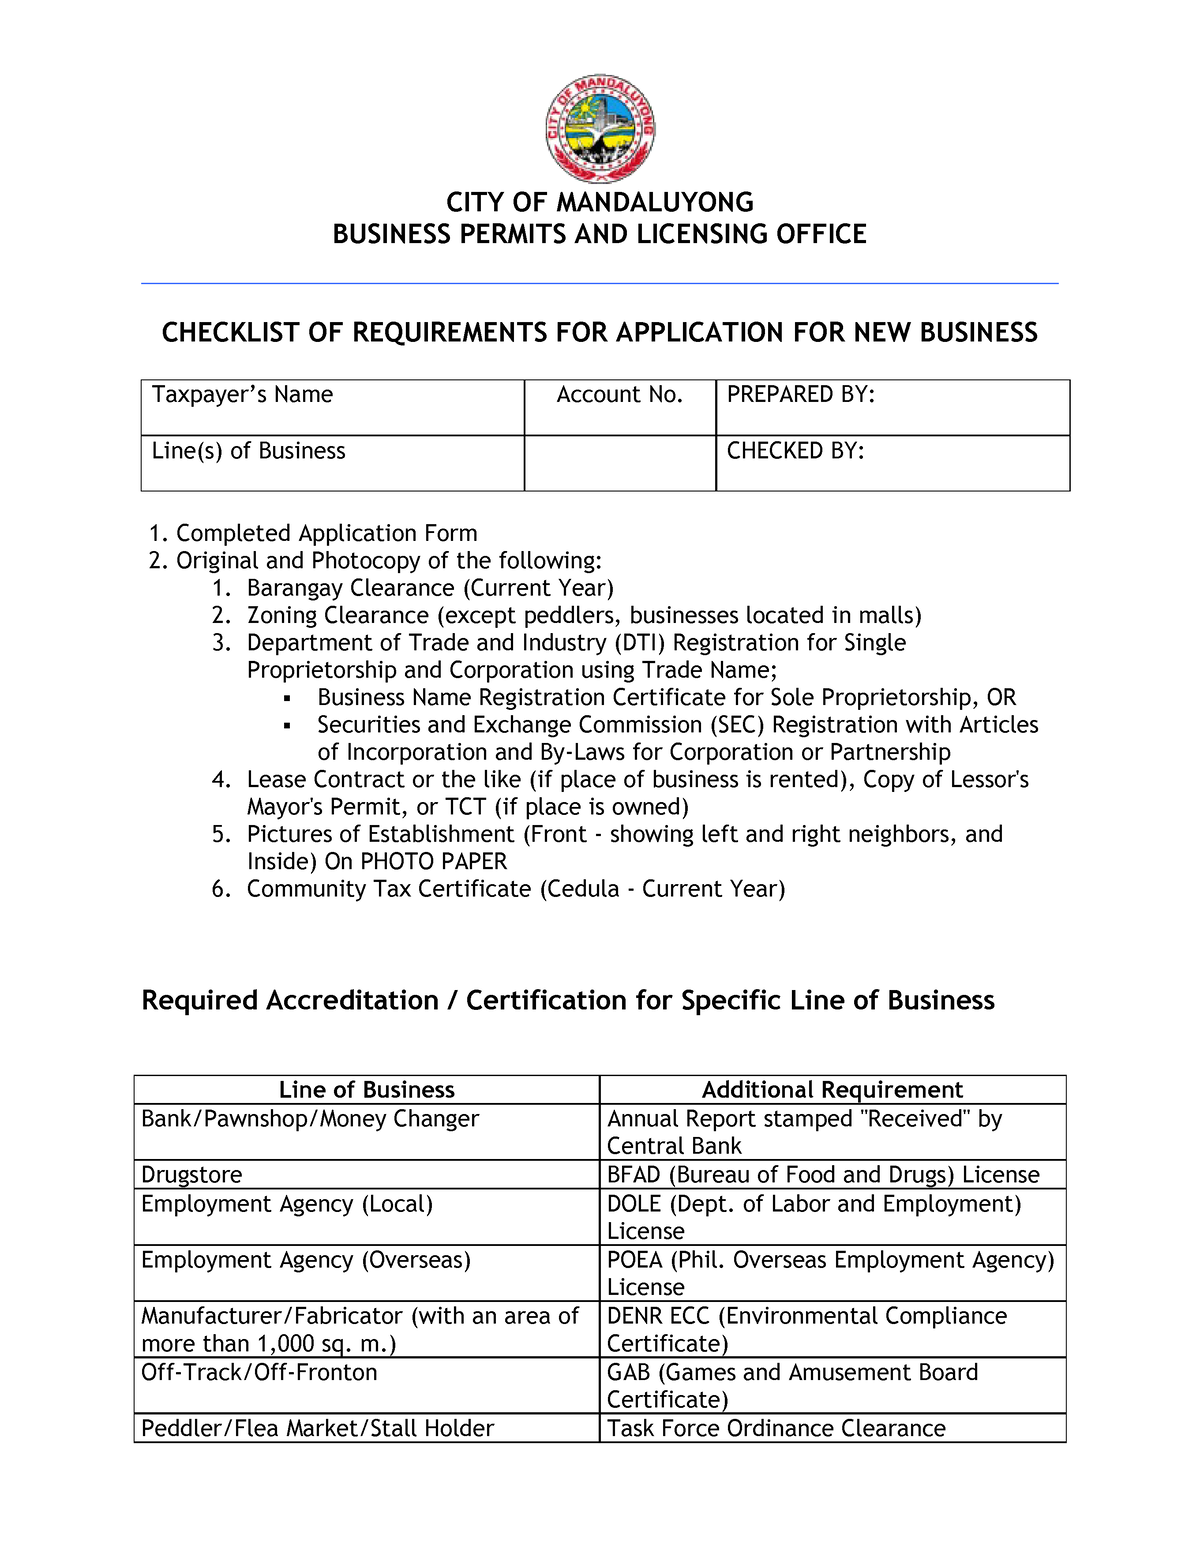 CITY OF MANDALUYONG
CITY OF MANDALUYONG
BUSINESS PERMITS AND LICENSING OFFICE
CHECKLIST OF REQUIREMENTS FOR APPLICATION FOR NEW BUSINESS
Taxpayer’s Name Account No. PREPARED BY:
Line(s) of Business CHECKED BY:
1. Completed Application Form
2. Original and Photocopy of the following:
1. Barangay Clearance (Current Year)
2. Zoning Clearance (except peddlers, businesses located in malls)
3. Department of Trade and Industry (DTI) Registration for Single
Proprietorship and Corporation using Trade Name;
▪ Business Name Registration Certificate for Sole Proprietorship, OR
▪ Securities and Exchange Commission (SEC) Registration with Articles
of Incorporation and By-Laws for Corporation or Partnership
4. Lease Contract or the like (if place of business is rented), Copy of Lessor's
Mayor's Permit, or TCT (if place is owned)
5. Pictures of Establishment (Front - showing left and right neighbors, and
Inside) On PHOTO PAPER
6. Community Tax Certificate (Cedula - Current Year)
Required Accreditation / Certification for Specific Line of Business
Line of Business Additional Requirement
Bank/Pawnshop/Money Changer Annual Report stamped "Received" by
Central Bank
Drugstore BFAD (Bureau of Food and Drugs) License
Employment Agency (Local) DOLE (Dept. of Labor and Employment)
License
Employment Agency (Overseas) POEA (Phil. Overseas Employment Agency)
License
Manufacturer/Fabricator (with an area of DENR ECC (Environmental Compliance
more than 1,000 sq. m.) Certificate)
Off-Track/Off-Fronton GAB (Games and Amusement Board
Certificate)
Peddler/Flea Market/Stall Holder Task Force Ordinance Clearance